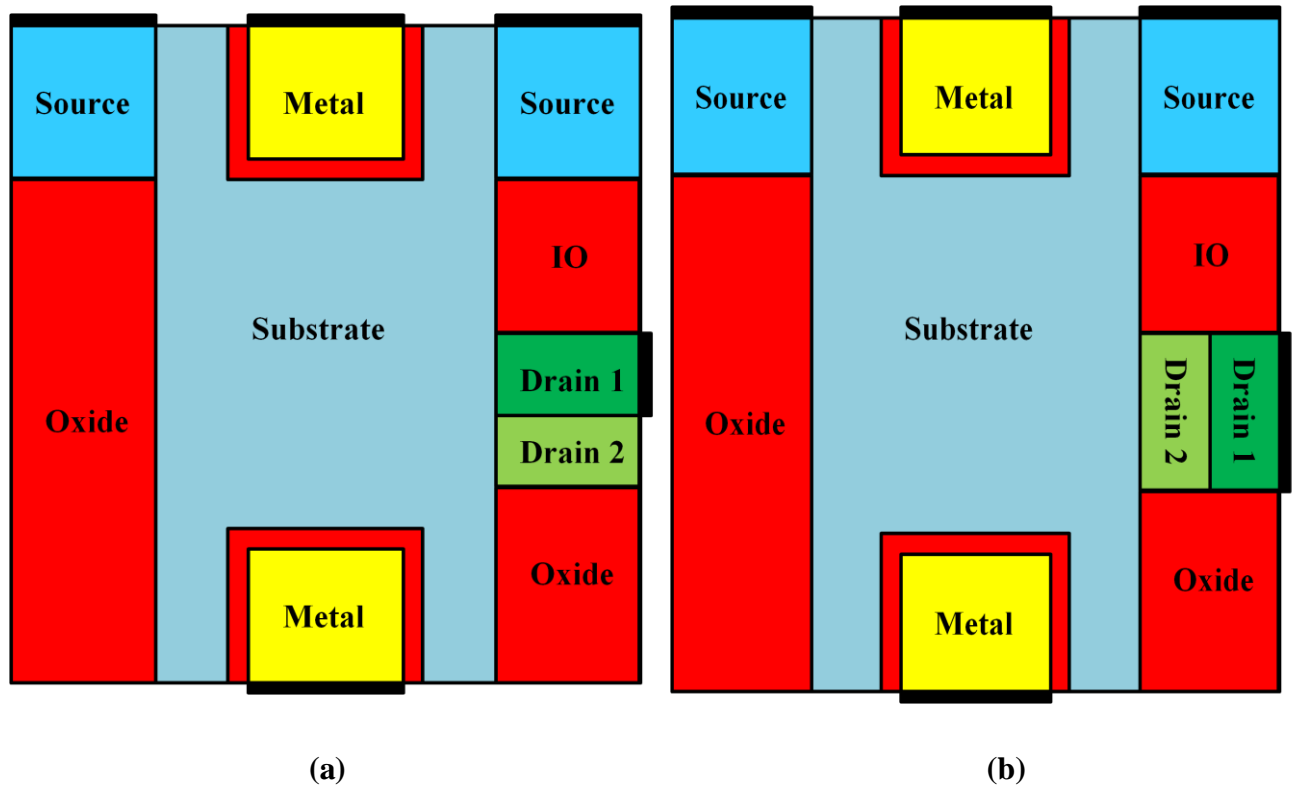 Source
Metal
Source
IO
Substrate
Drain 1
Oxide
Drain 2
Oxide
Metal
(a)
Source
Metal
Source
IO
Substrate
Drain 2
Drain 1
Oxide
Oxide
Metal
(b)